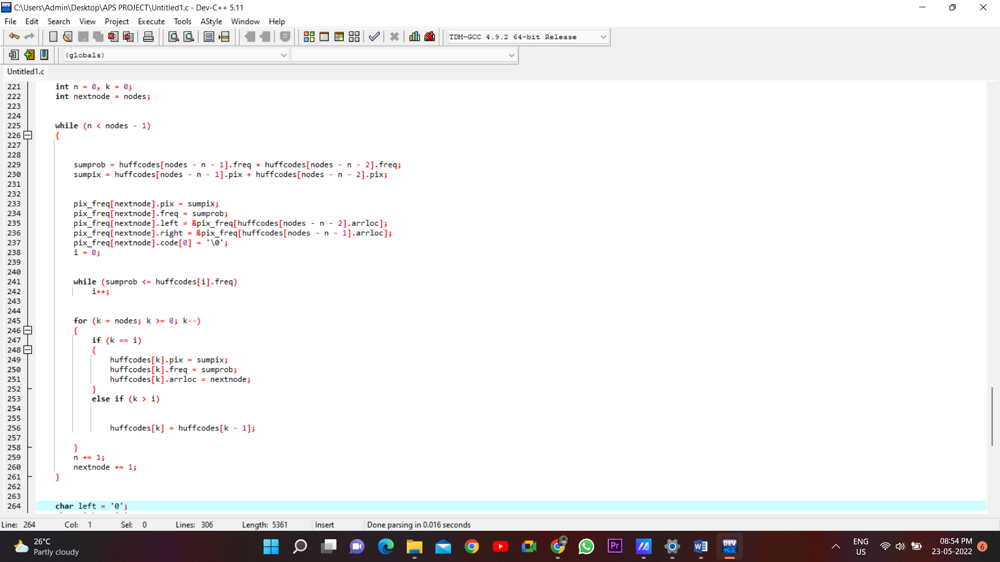 C:\Users\Admin\Desktop\APS PROJECT\Untitled1.c - Dev-C++ 5.11
File Edit Search View Project Execute Tools AStyle Window Help
TDM-GCC 4.9.2 64-bit Release
(globals)
Untitled1.c
221 int n = 0, k = 0;
222 int nextnode = nodes;
223
224
225 while (n < nodes - 1)
226 {
227
228
229 sumprob = huffcodes[nodes - n - 1].freq + huffcodes[nodes - n - 2].freq;
230 sumpix = huffcodes[nodes - n - 1].pix + huffcodes[nodes - n - 2].pix;
231
232
233 pix_freq[nextnode].pix = sumpix;
234 pix_freq[nextnode].freq = sumprob;
235 pix_freq[nextnode].left = &pix_freq[huffcodes[nodes - n - 2].arrloc];
236 pix_freq[nextnode].right = &pix_freq[huffcodes[nodes - n - 1].arrloc];
237 pix_freq[nextnode].code[0] = '\0';
238 i = 0;
239
240
241 while (sumprob <= huffcodes[i].freq)
242 i++;
243
244
245 for (k = nodes; k >= 0; k--)
246 {
247 if (k == i)
248 {
249 huffcodes[k].pix = sumpix;
250 huffcodes[k].freq = sumprob;
251 huffcodes[k].arrloc = nextnode;
252 }
253 else if (k > i)
254
255
256 huffcodes[k] = huffcodes[k - 1];
257
258 }
259 n += 1;
260 nextnode += 1;
261 }
262
263
264 char left = '0';
Line: 264 Col: 1 Sel: 0 Lines: 306 Length: 5361 Insert Done parsing in 0.016 seconds
26°C
Partly cloudy
Pr
DEV
C++
ENG
US
08:54 PM
23-05-2022
6